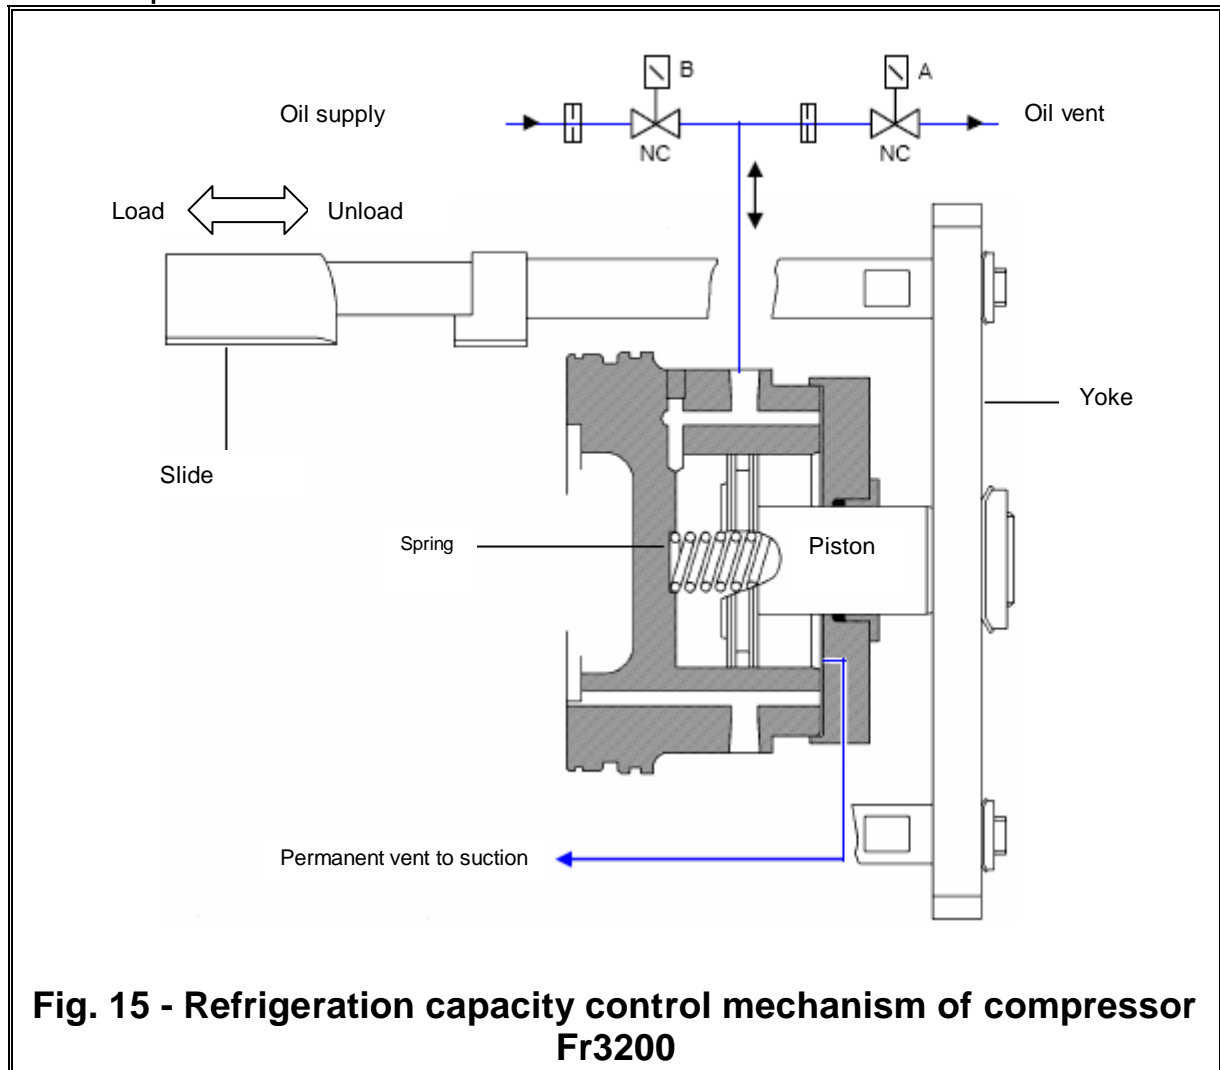 B
A
Oil supply
Oil vent
NC
NC
Load
Unload
Yoke
Slide
Spring
Piston
Permanent vent to suction
Fig. 15 - Refrigeration capacity control mechanism of compressor
Fr3200